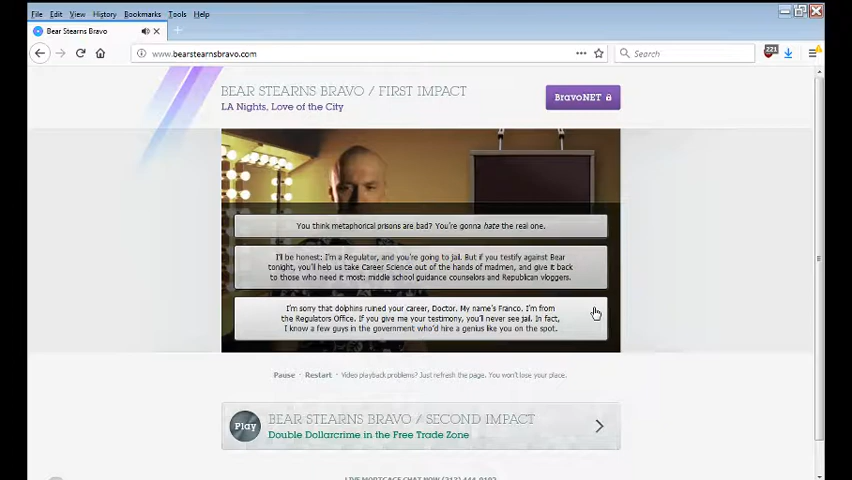 File Edit View History Bookmarks Tools Help
Bear Stearns Bravo
www.bearstearnsbravo.com
Search
221
BEAR STEARNS BRAVO / FIRST IMPACT
LA Nights, Love of the City
BravoNET
You think metaphorical prisons are bad? You're gonna hate the real one.
I'll be honest: I'm a Regulator, and you're going to jail. But if you testify against Bear
tonight, you'll help us take Career Science out of the hands of madmen, and give it back
to those who need it most: middle school guidance counselors and Republican vloggers.
I'm sorry that dolphins ruined your career, Doctor. My name's Franco. I'm from
the Regulators Office. If you give me your testimony, you'll never see jail. In fact,
I know a few guys in the government who'd hire a genius like you on the spot.
Pause · Restart · Video playback problems? Just refresh the page. You won't lose your place.
Play
BEAR STEARNS BRAVO / SECOND IMPACT
Double Dollarcrime in the Free Trade Zone
LIVE MORTGAGE CHAT NOW